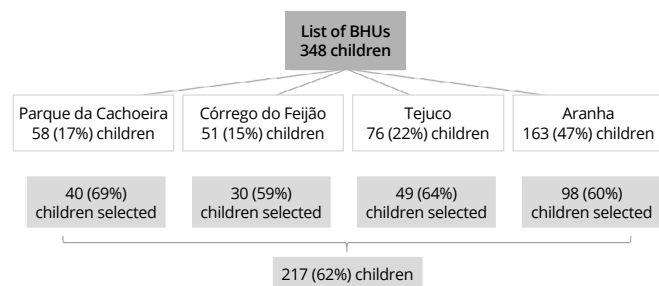 List of BHUs
348 children
Parque da Cachoeira
58 (17%) children
Córrego do Feijão
51 (15%) children
Tejuco
76 (22%) children
Aranha
163 (47%) children
40 (69%)
children selected
30 (59%)
children selected
49 (64%)
children selected
98 (60%)
children selected
217 (62%) children